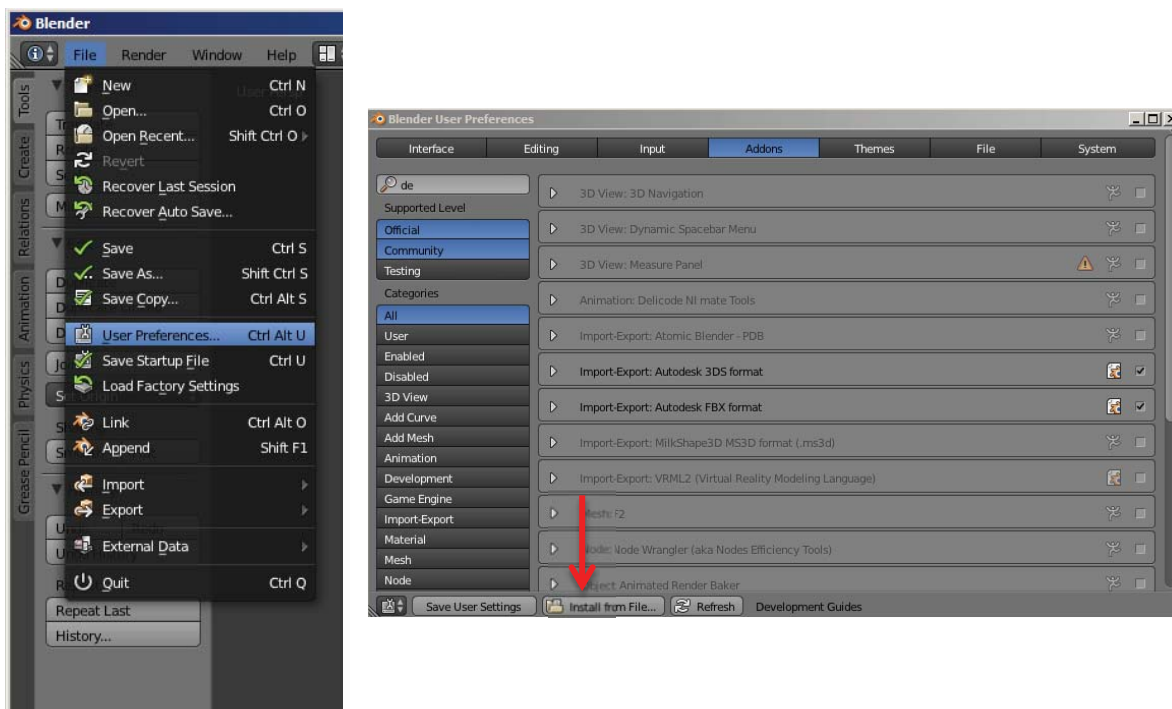 Blender
File Render Window Help
Tools
Create
Relations
Animation
Physics
Grease Pencil
New Ctrl N
Open... Ctrl O
Open Recent... Shift Ctrl O
Revert
Recover Last Session
Recover Auto Save...
Save Ctrl S
Save As... Shift Ctrl S
Save Copy... Ctrl Alt S
User Preferences... Ctrl Alt U
Save Startup File Ctrl U
Load Factory Settings
Link Ctrl Alt O
Append Shift F1
Import
Export
External Data
Quit Ctrl Q
Repeat Last
History...
Blender User Preferences
Interface Editing Input Addons Themes File System
de
Supported Level
Official
Community
Testing
Categories
All
User
Enabled
Disabled
3D View
Add Curve
Add Mesh
Animation
Development
Game Engine
Import-Export
Material
Mesh
Node
3D View: 3D Navigation
3D View: Dynamic Spacebar Menu
3D View: Measure Panel
Animation: Delicode NI mate Tools
Import-Export: Atomic Blender - PDB
Import-Export: Autodesk 3DS format
Import-Export: Autodesk FBX format
Import-Export: MilkShape3D MS3D format (.ms3d)
Import-Export: VRML2 (Virtual Reality Modeling Language)
Mesh: F2
Node: Node Wrangler (aka Nodes Efficiency Tools)
Object: Animated Render Baker
Save User Settings Install from File... Refresh Development Guides